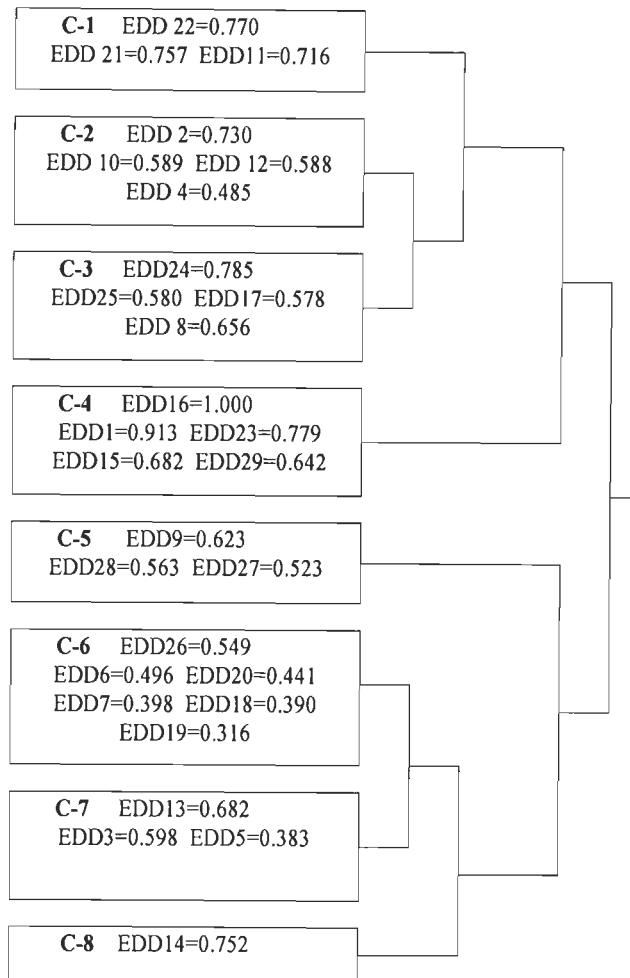 C-1 EDD 22=0.770
EDD 21=0.757 EDD11=0.716
C-2 EDD 2=0.730
EDD 10=0.589 EDD 12=0.588
EDD 4=0.485
C-3 EDD24=0.785
EDD25=0.580 EDD17=0.578
EDD 8=0.656
C-4 EDD16=1.000
EDD1=0.913 EDD23=0.779
EDD15=0.682 EDD29=0.642
C-5 EDD9=0.623
EDD28=0.563 EDD27=0.523
C-6 EDD26=0.549
EDD6=0.496 EDD20=0.441
EDD7=0.398 EDD18=0.390
EDD19=0.316
C-7 EDD13=0.682
EDD3=0.598 EDD5=0.383
C-8 EDD14=0.752